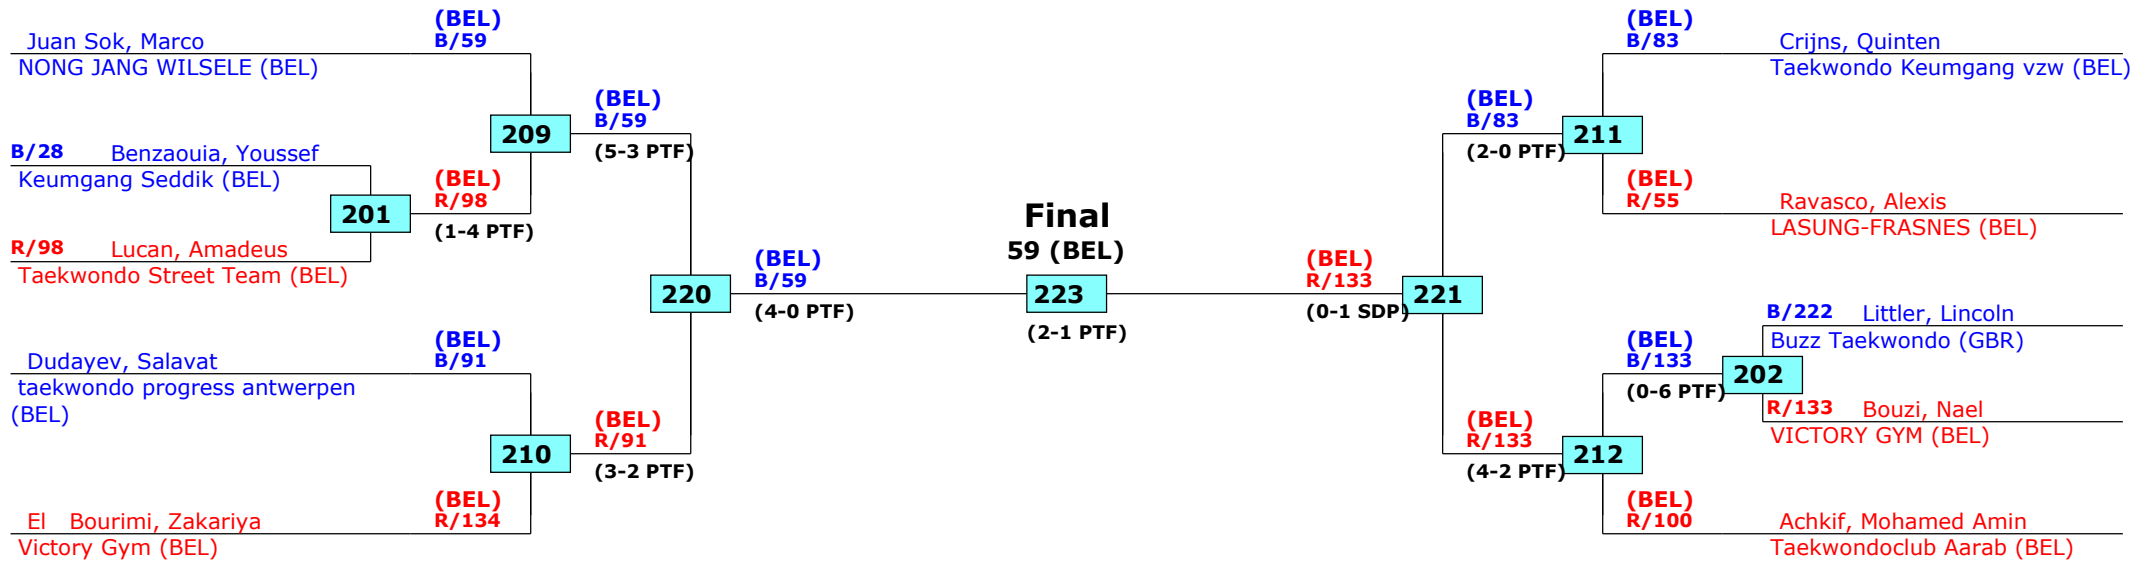 (BEL)
Juan Sok, Marco B/59
NONG JANG WILSELE (BEL)
209
(BEL)
B/59
(5-3 PTF)
B/28 Benzaouia, Youssef
Keumgang Seddik (BEL)
201
(BEL)
R/98
(1-4 PTF)
R/98 Lucan, Amadeus
Taekwondo Street Team (BEL)
220
(BEL)
B/59
(4-0 PTF)
(BEL)
Dudayev, Salavat B/91
taekwondo progress antwerpen
(BEL)
210
(BEL)
R/91
(3-2 PTF)
(BEL)
El Bourimi, Zakariya R/134
Victory Gym (BEL)
Final
59 (BEL)
223
(2-1 PTF)
(BEL)
R/133
(0-1 SDP)
221
(BEL)
B/83
(2-0 PTF)
211
(BEL)
B/83 Crijns, Quinten
Taekwondo Keumgang vzw (BEL)
(BEL)
R/55 Ravasco, Alexis
LASUNG-FRASNES (BEL)
B/222 Littler, Lincoln
Buzz Taekwondo (GBR)
(BEL)
B/133
(0-6 PTF)
202
R/133 Bouzi, Nael
VICTORY GYM (BEL)
(BEL)
R/133
(4-2 PTF)
212
(BEL)
R/100 Achkif, Mohamed Amin
Taekwondoclub Aarab (BEL)